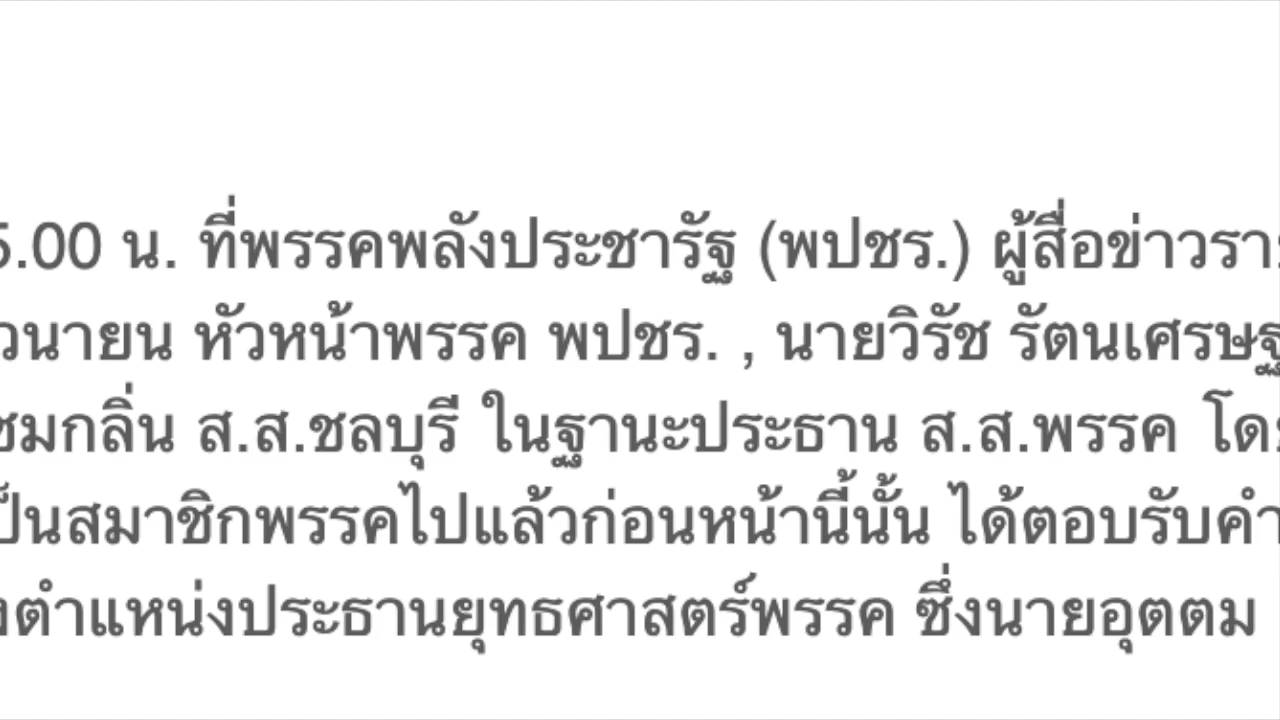 5.00 น. ที่พรรคพลังประชารัฐ (พปชร.) ผู้สื่อข่าวราย
วนายน หัวหน้าพรรค พปชร. , นายวิรัช รัตนเศรษฐ
ชมกลิ่น ส.ส.ชลบุรี ในฐานะประธาน ส.ส.พรรค โดย
ป็นสมาชิกพรรคไปแล้วก่อนหน้านี้นั้น ได้ตอบรับคำ
งตำแหน่งประธานยุทธศาสตร์พรรค ซึ่งนายอุตตม